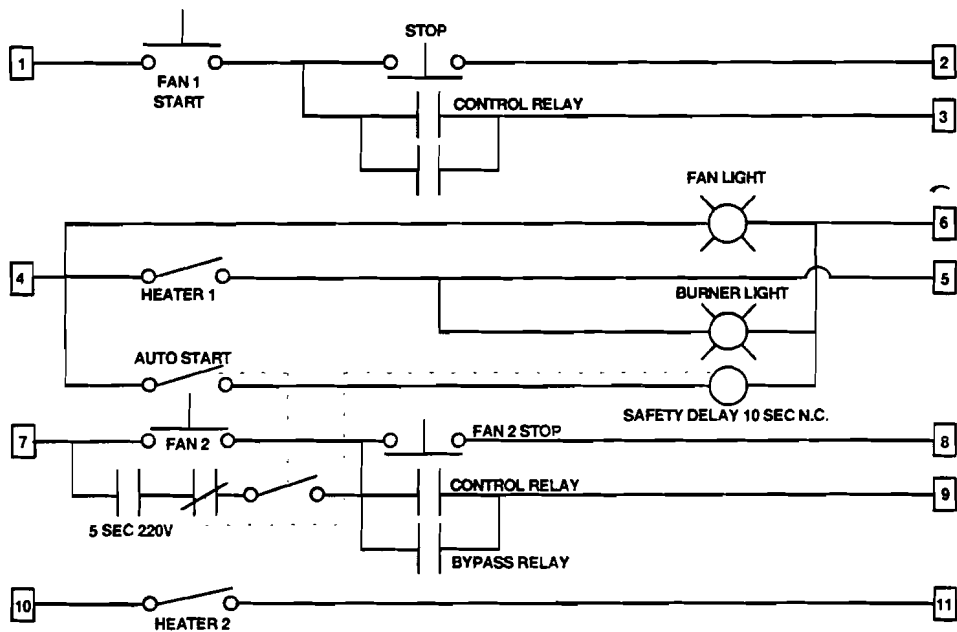 STOP
1
2
FAN 1
START
CONTROL RELAY
3
FAN LIGHT
6
4
HEATER 1
5
BURNER LIGHT
AUTO START
SAFETY DELAY 10 SEC N.C.
7
FAN 2
FAN 2 STOP
8
CONTROL RELAY
9
5 SEC 220V
BYPASS RELAY
10
HEATER 2
11